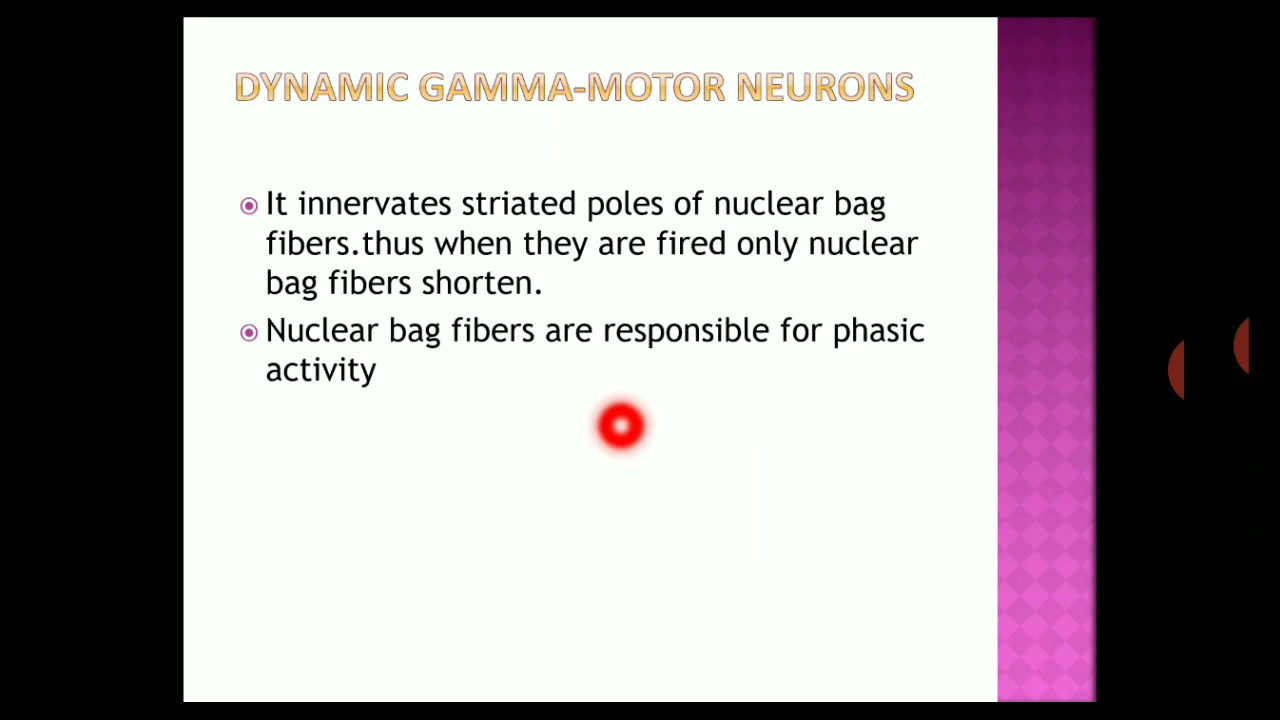 DYNAMIC GAMMA-MOTOR NEURONS
It innervates striated poles of nuclear bag
fibers.thus when they are fired only nuclear
bag fibers shorten.
Nuclear bag fibers are responsible for phasic
activity